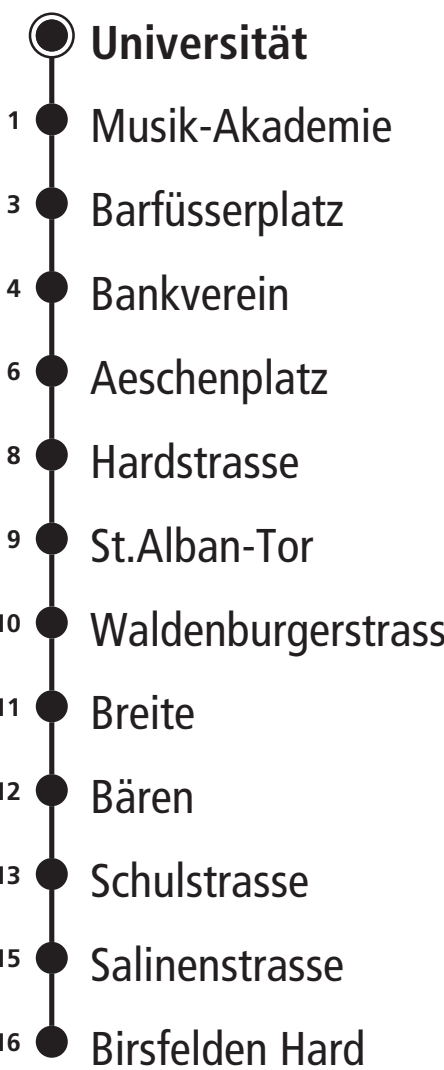 Universität
1 Musik-Akademie
3 Barfüsserplatz
4 Bankverein
6 Aeschenplatz
8 Hardstrasse
9 St.Alban-Tor
10 Waldenburgerstrass
11 Breite
12 Bären
13 Schulstrasse
15 Salinenstrasse
16 Birsfelden Hard